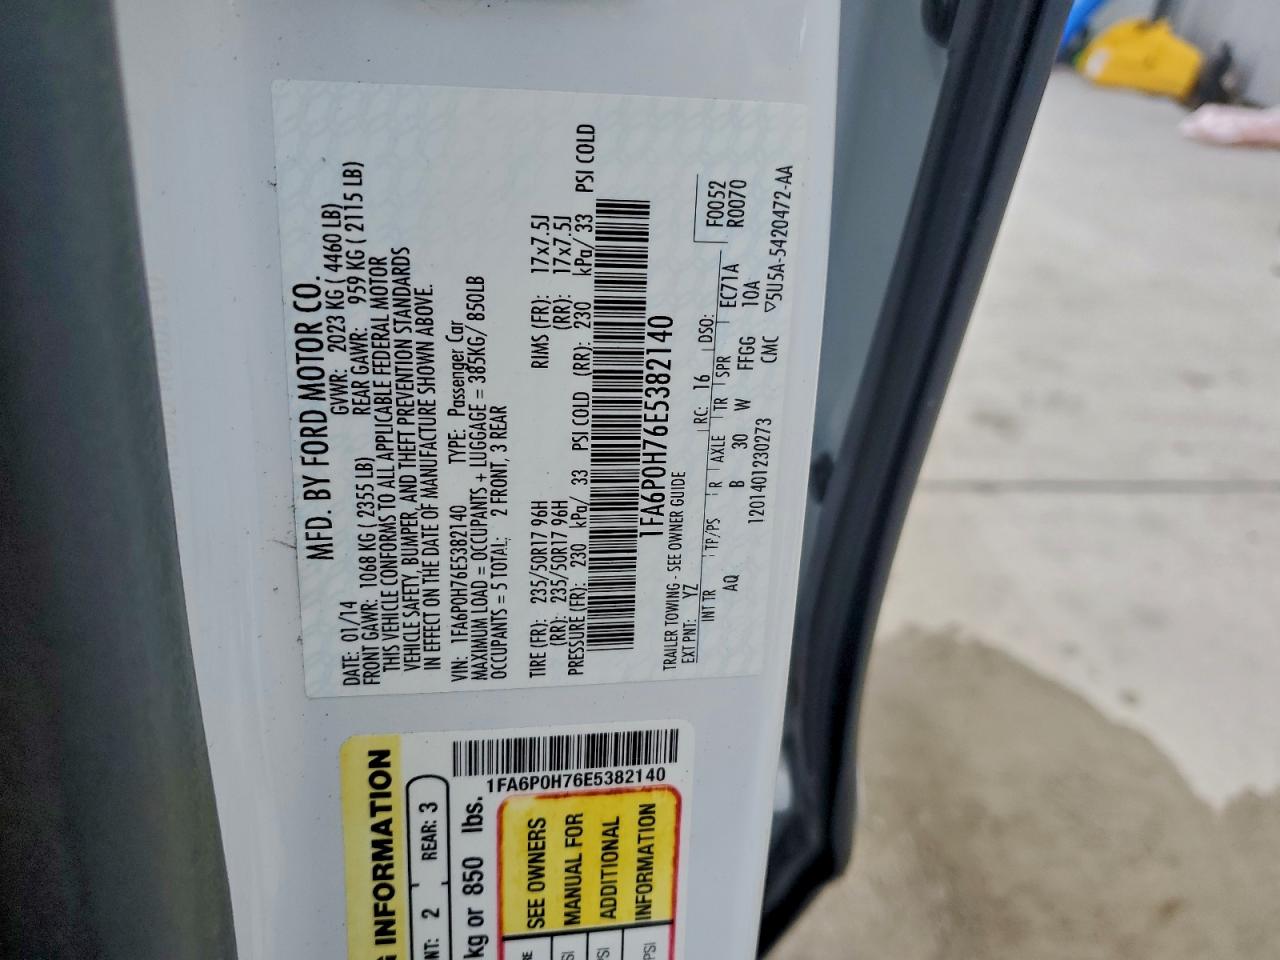 MFD. BY FORD MOTOR CO.
DATE: 01/14 GVWR: 2023 KG ( 4460 LB)
FRONT GAWR: 1068 KG ( 2355 LB) REAR GAWR: 959 KG ( 2115 LB)
THIS VEHICLE CONFORMS TO ALL APPLICABLE FEDERAL MOTOR
VEHICLE SAFETY, BUMPER, AND THEFT PREVENTION STANDARDS
IN EFFECT ON THE DATE OF MANUFACTURE SHOWN ABOVE.
VIN: 1FA6P0H76E5382140 TYPE: Passenger Car
MAXIMUM LOAD = OCCUPANTS + LUGGAGE = 385KG/ 850LB
OCCUPANTS = 5 TOTAL: 2 FRONT, 3 REAR
TIRE (FR): 235/50R17 96H RIMS (FR): 17x7.5J
(RR): 235/50R17 96H (RR): 17x7.5J
PRESSURE (FR): 230 kPa/ 33 PSI COLD (RR): 230 kPa/ 33 PSI COLD
1FA6P0H76E5382140
TRAILER TOWING - SEE OWNER GUIDE
EXT PNT: YZ RC: 16 DSO: F0052
R0070
INT TR TP/PS R AXLE TR SPR EC71A
AQ B 30 W FFGG 10A
1201401230273 CMC ▽5U5A-5420472-AA
INFORMATION
2 REAR: 3
kg or 850 lbs.
1FA6P0H76E5382140
SEE OWNERS
MANUAL FOR
ADDITIONAL
INFORMATION